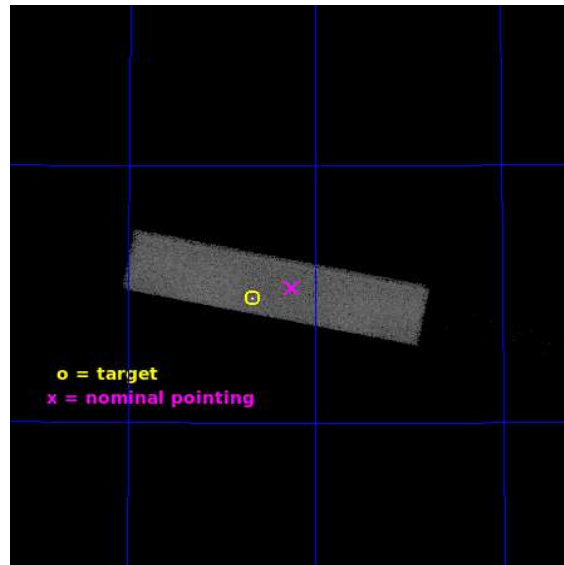 o = target
x = nominal pointing